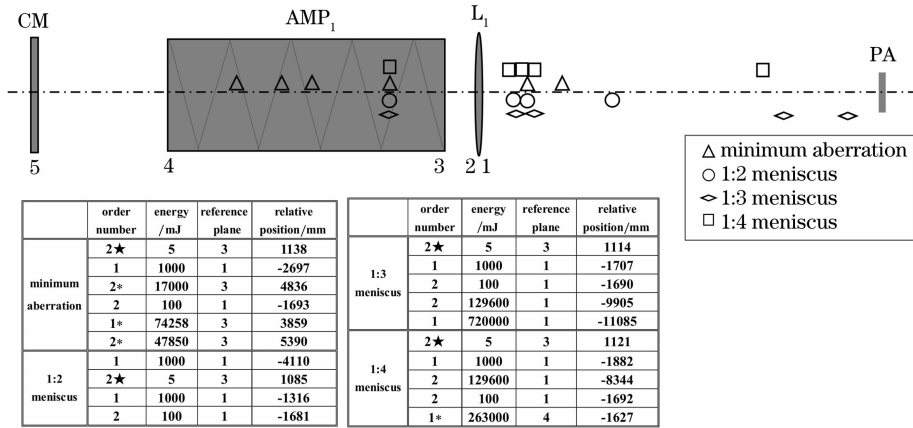 CM
AMP₁
L₁
PA
5
4
3
2 1
minimum aberration
1:2 meniscus
1:3 meniscus
1:4 meniscus
order number energy /mJ reference plane relative position/mm
minimum aberration
2★ 5 3 1138
1 1000 1 -2697
2* 17000 3 4836
2 100 1 -1693
1* 74258 3 3859
2* 47850 3 5390
1:2 meniscus
1 1000 1 -4110
2★ 5 3 1085
1 1000 1 -1316
2 100 1 -1681
order number energy /mJ reference plane relative position/mm
1:3 meniscus
2★ 5 3 1114
1 1000 1 -1707
2 100 1 -1690
2 129600 1 -9905
1 720000 1 -11085
1:4 meniscus
2★ 5 3 1121
1 1000 1 -1882
2 129600 1 -8344
2 100 1 -1692
1* 263000 4 -1627